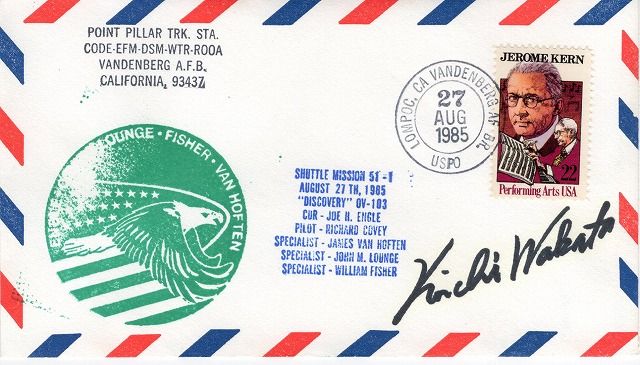 POINT PILLAR TRK. STA.
CODE-EFM-DSM-WTR-ROOA
VANDENBERG A.F.B.
CALIFORNIA, 93437
LOMPOC, CA VANDENBERG AF BR.
27
AUG
1985
USPO
JEROME KERN
22
Performing Arts USA
LOUNGE · FISHER · VAN HOFTEN
SHUTTLE MISSION 51-I
AUGUST 27TH, 1985
"DISCOVERY" OV-103
CDR - JOE H. ENGLE
PILOT - RICHARD COVEY
SPECIALIST - JAMES VAN HOFTEN
SPECIALIST - JOHN M. LOUNGE
SPECIALIST - WILLIAM FISHER
Koichi Wakata